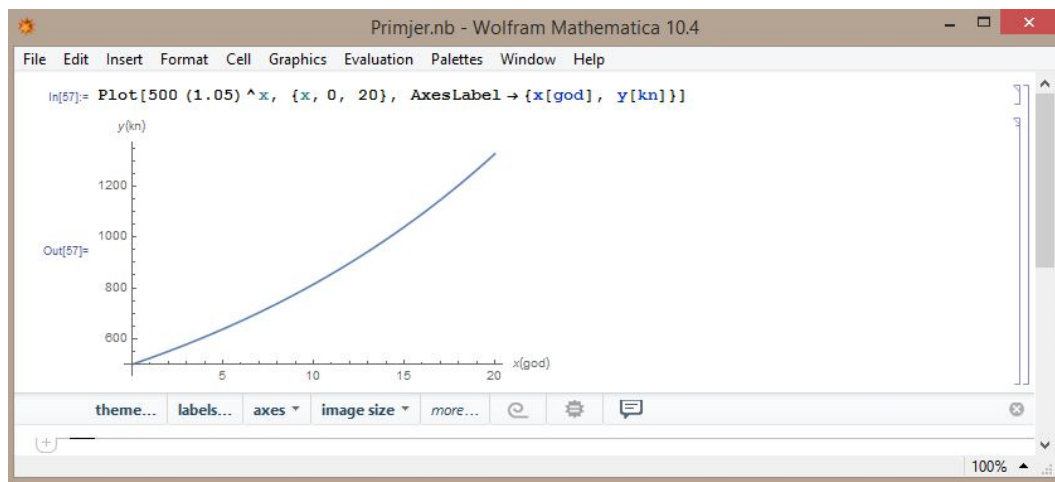 Primjer.nb - Wolfram Mathematica 10.4
File Edit Insert Format Cell Graphics Evaluation Palettes Window Help
In[57]:= Plot[500 (1.05)^x, {x, 0, 20}, AxesLabel → {x[god], y[kn]}]
y(kn)
1200
1000
Out[57]=
800
600
5 10 15 20 x(god)
theme... labels... axes image size more...
100%